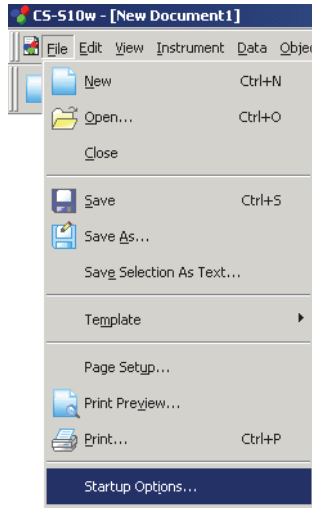 CS-S10w - [New Document1]
File Edit View Instrument Data Objec
New Ctrl+N
Open... Ctrl+O
Close
Save Ctrl+S
Save As...
Save Selection As Text...
Template
Page Setup...
Print Preview...
Print... Ctrl+P
Startup Options...